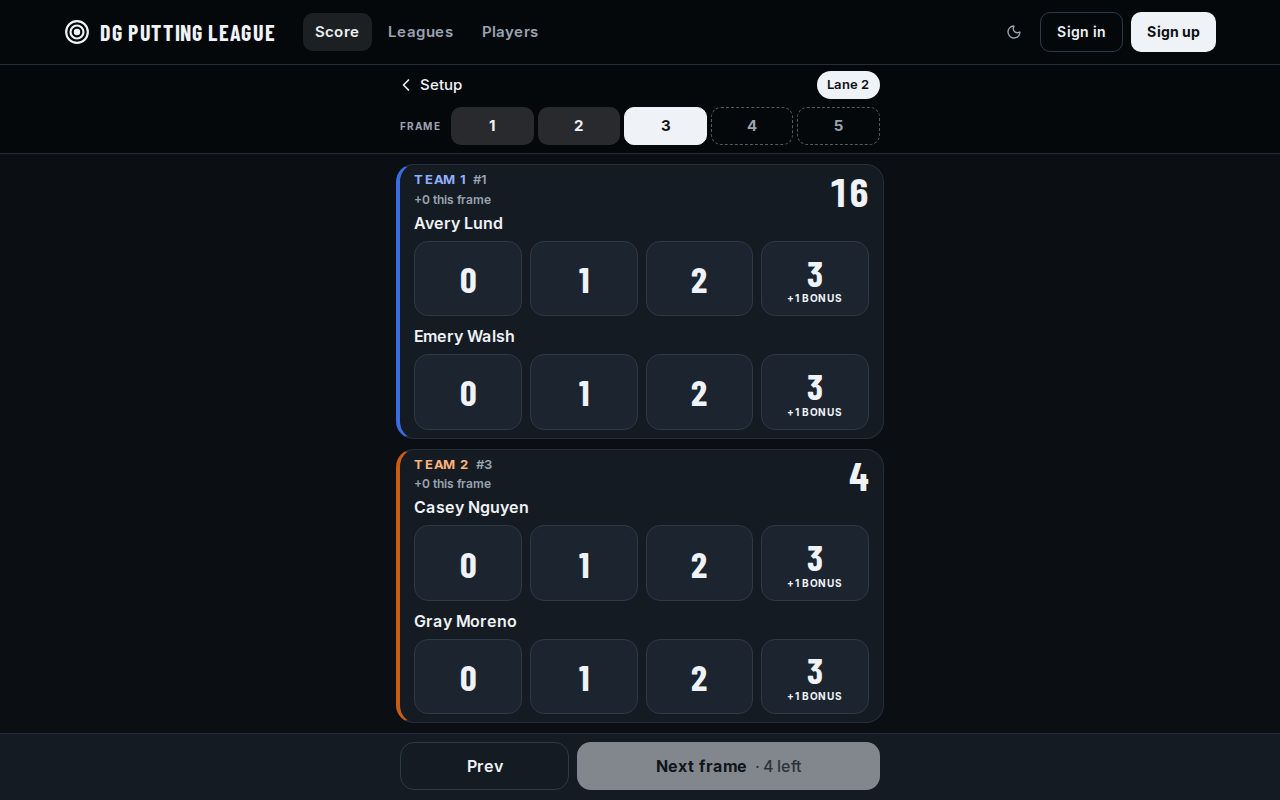 DG PUTTING LEAGUE Score Leagues Players Sign in Sign up
Setup Lane 2
FRAME 1 2 3 4 5
TEAM 1 #1
+0 this frame
16
Avery Lund
0 1 2 3
+1 BONUS
Emery Walsh
0 1 2 3
+1 BONUS
TEAM 2 #3
+0 this frame
4
Casey Nguyen
0 1 2 3
+1 BONUS
Gray Moreno
0 1 2 3
+1 BONUS
Prev Next frame · 4 left